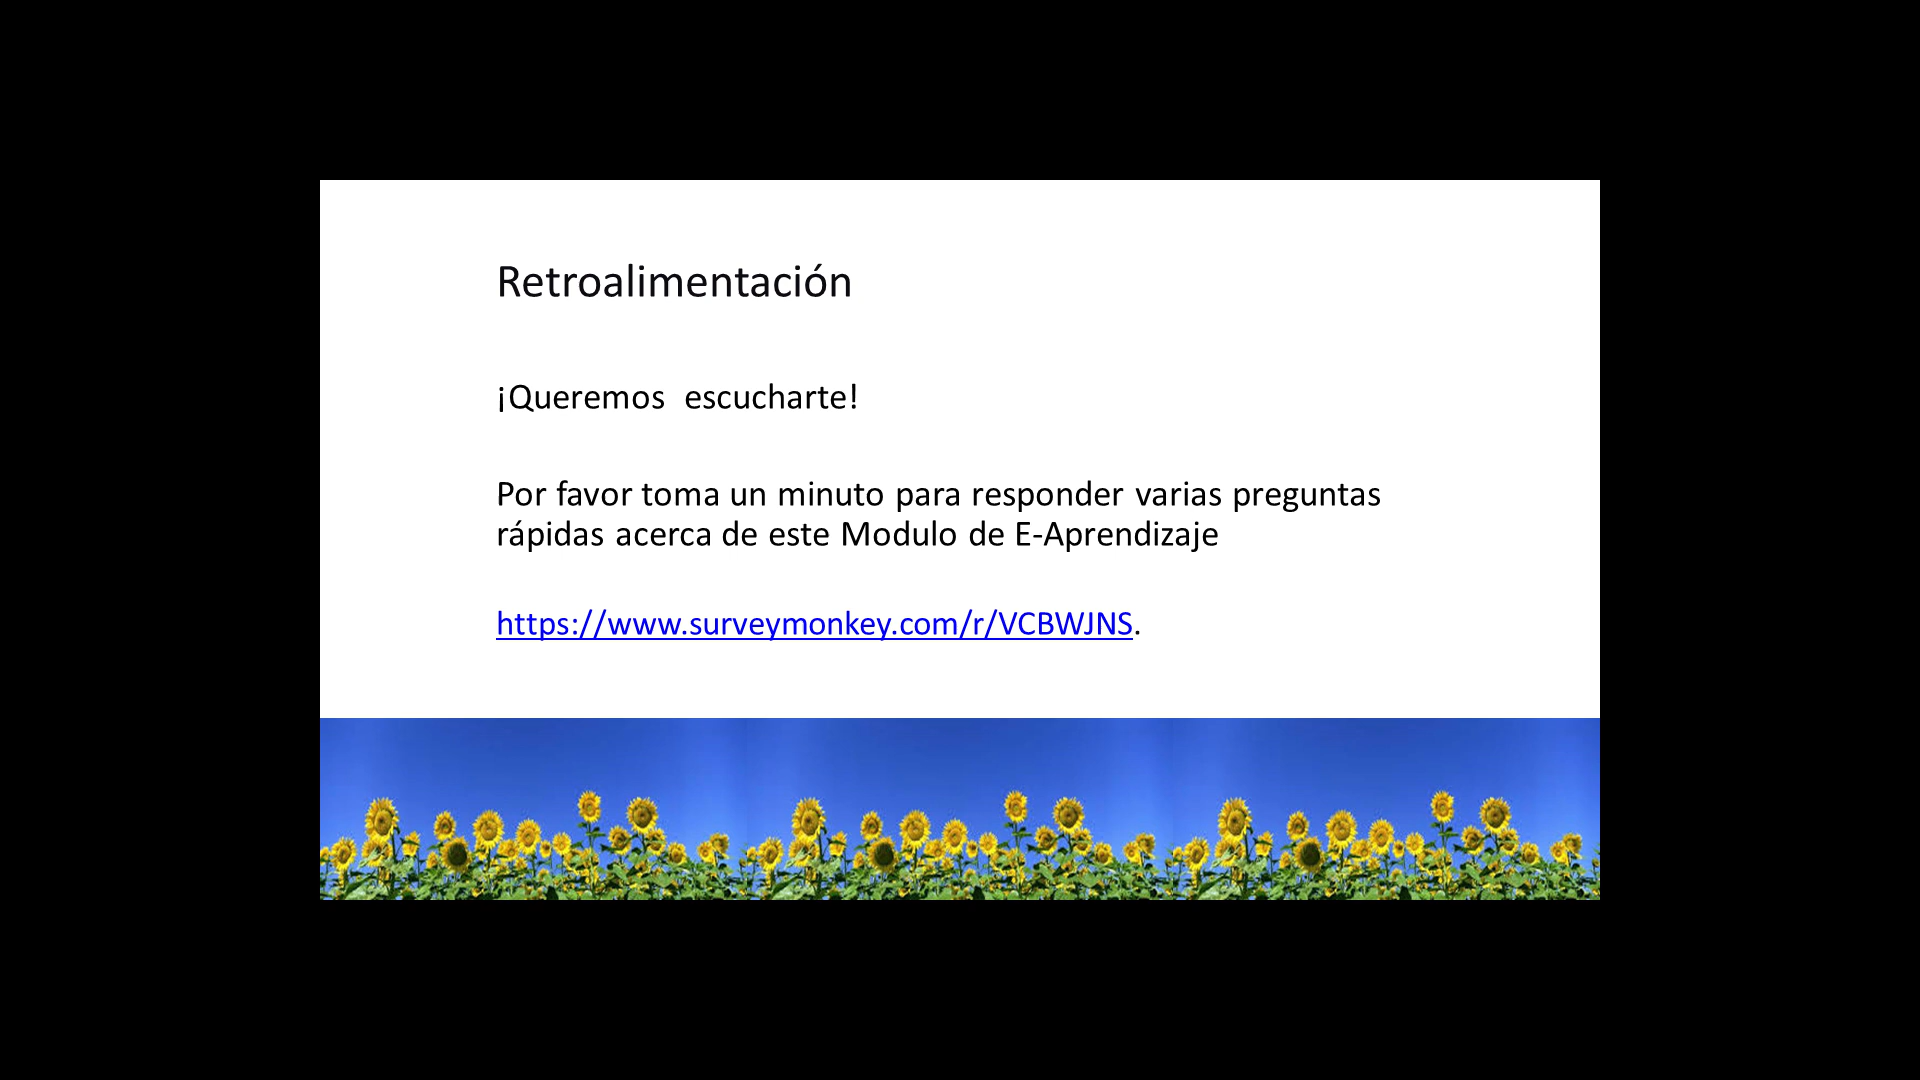 Retroalimentación
¡Queremos  escucharte!
Por favor toma un minuto para responder varias preguntas
rápidas acerca de este Modulo de E-Aprendizaje
https://www.surveymonkey.com/r/VCBWJNS.